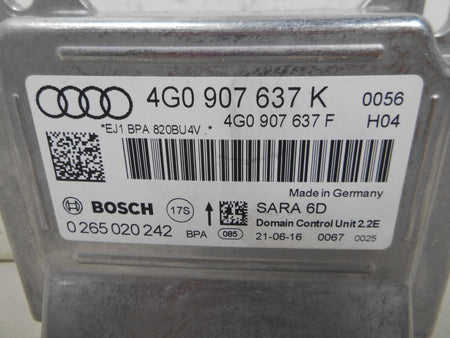 4G0 907 637 K 0056
*EJ1 BPA 820BU4V .* 4G0 907 637 F H04
Made in Germany
BOSCH 17S SARA 6D
Domain Control Unit 2.2E
0 265 020 242 BPA 085 21-06-16 0067 0025